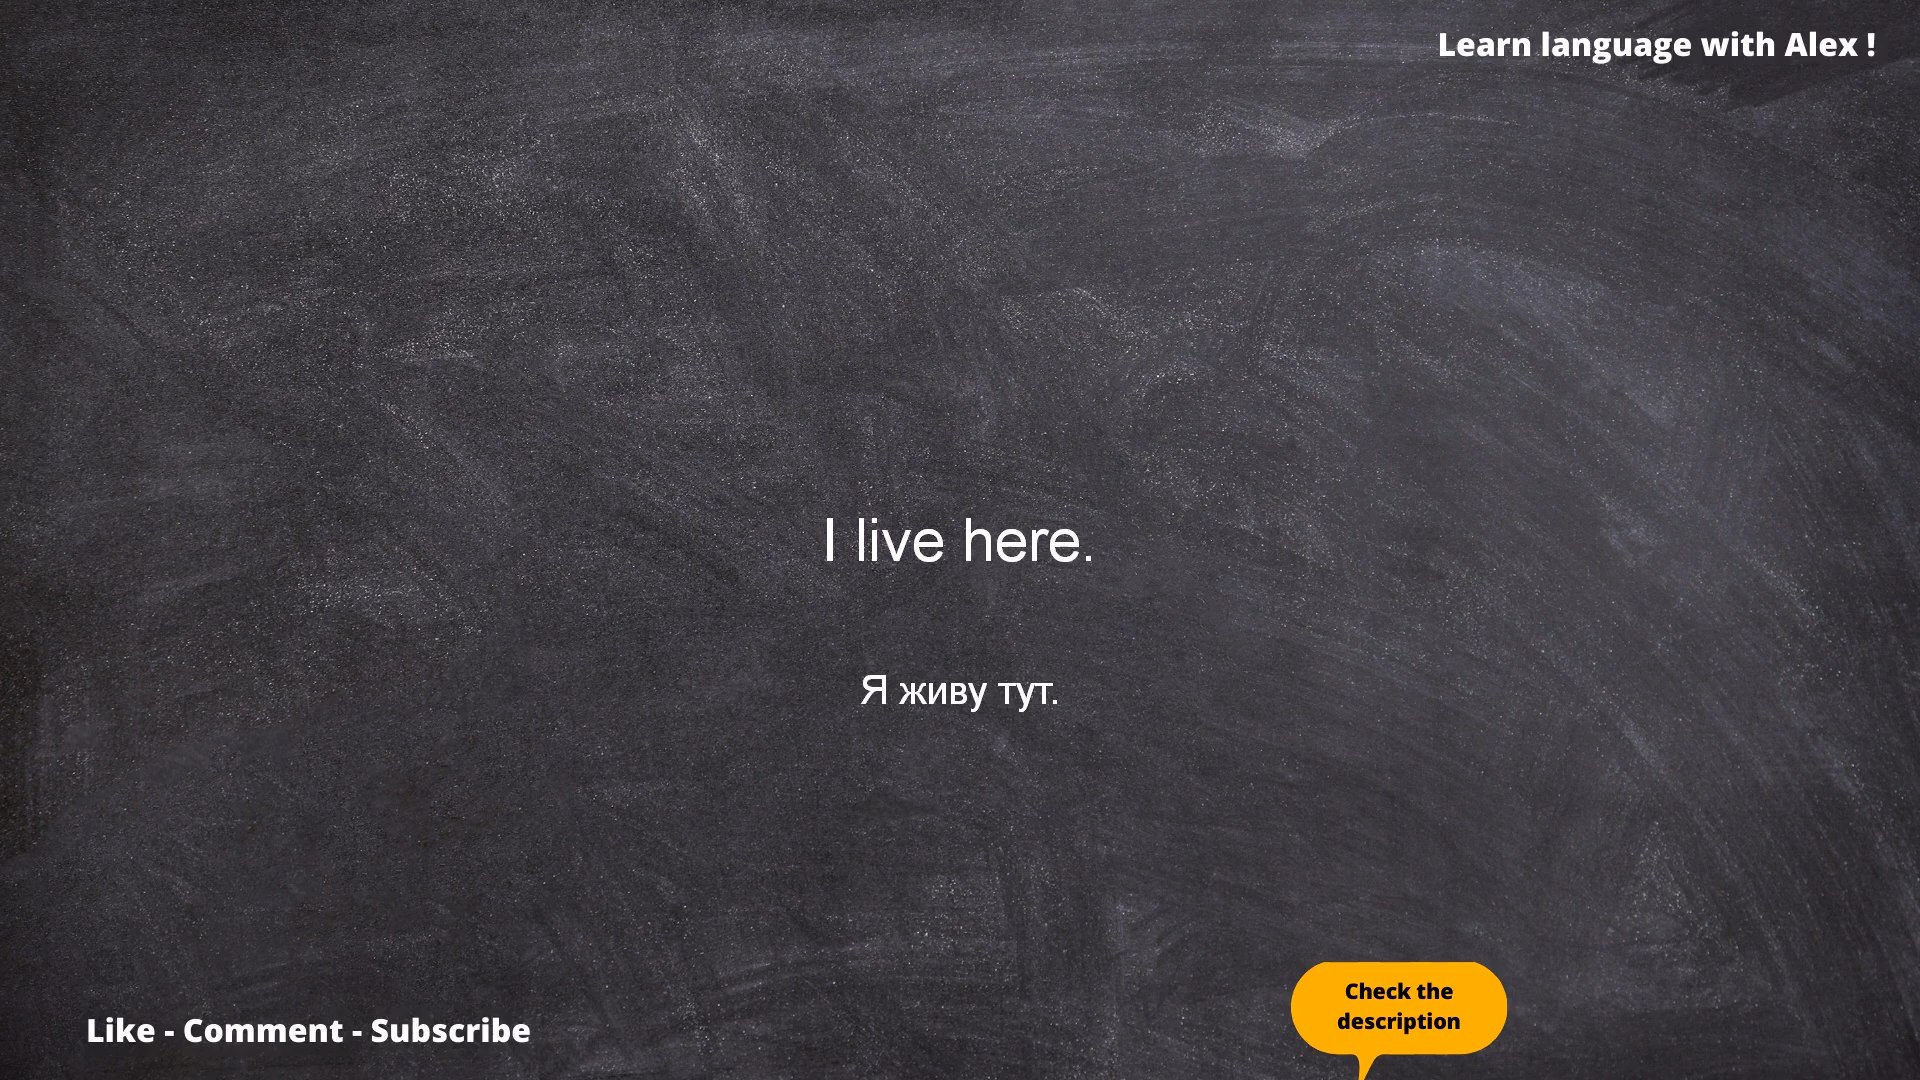 Learn language with Alex !
I live here.
Я живу тут.
Check the
description
Like - Comment - Subscribe